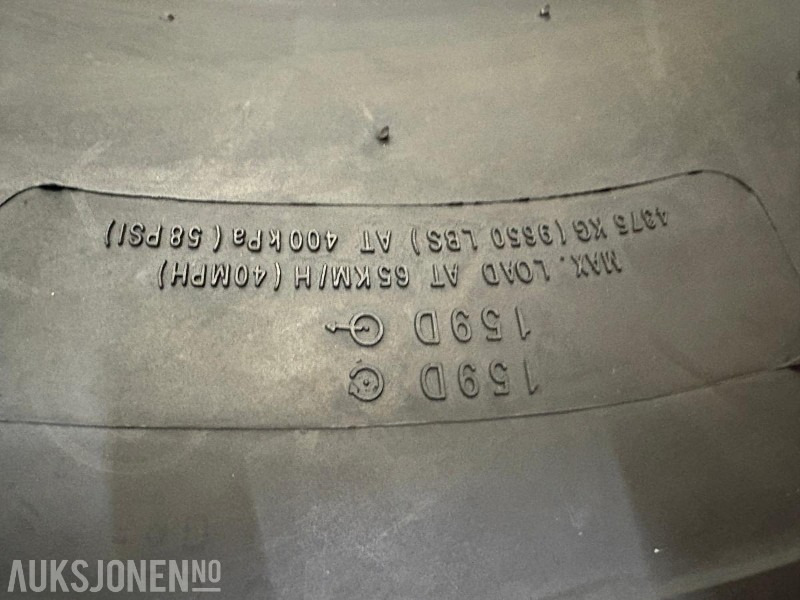 159D
159D
MAX. LOAD AT 65KM/H (40MPH)
4375 KG (9650 LBS) AT 400kPa (58PSI)
AUKSJONEN.NO